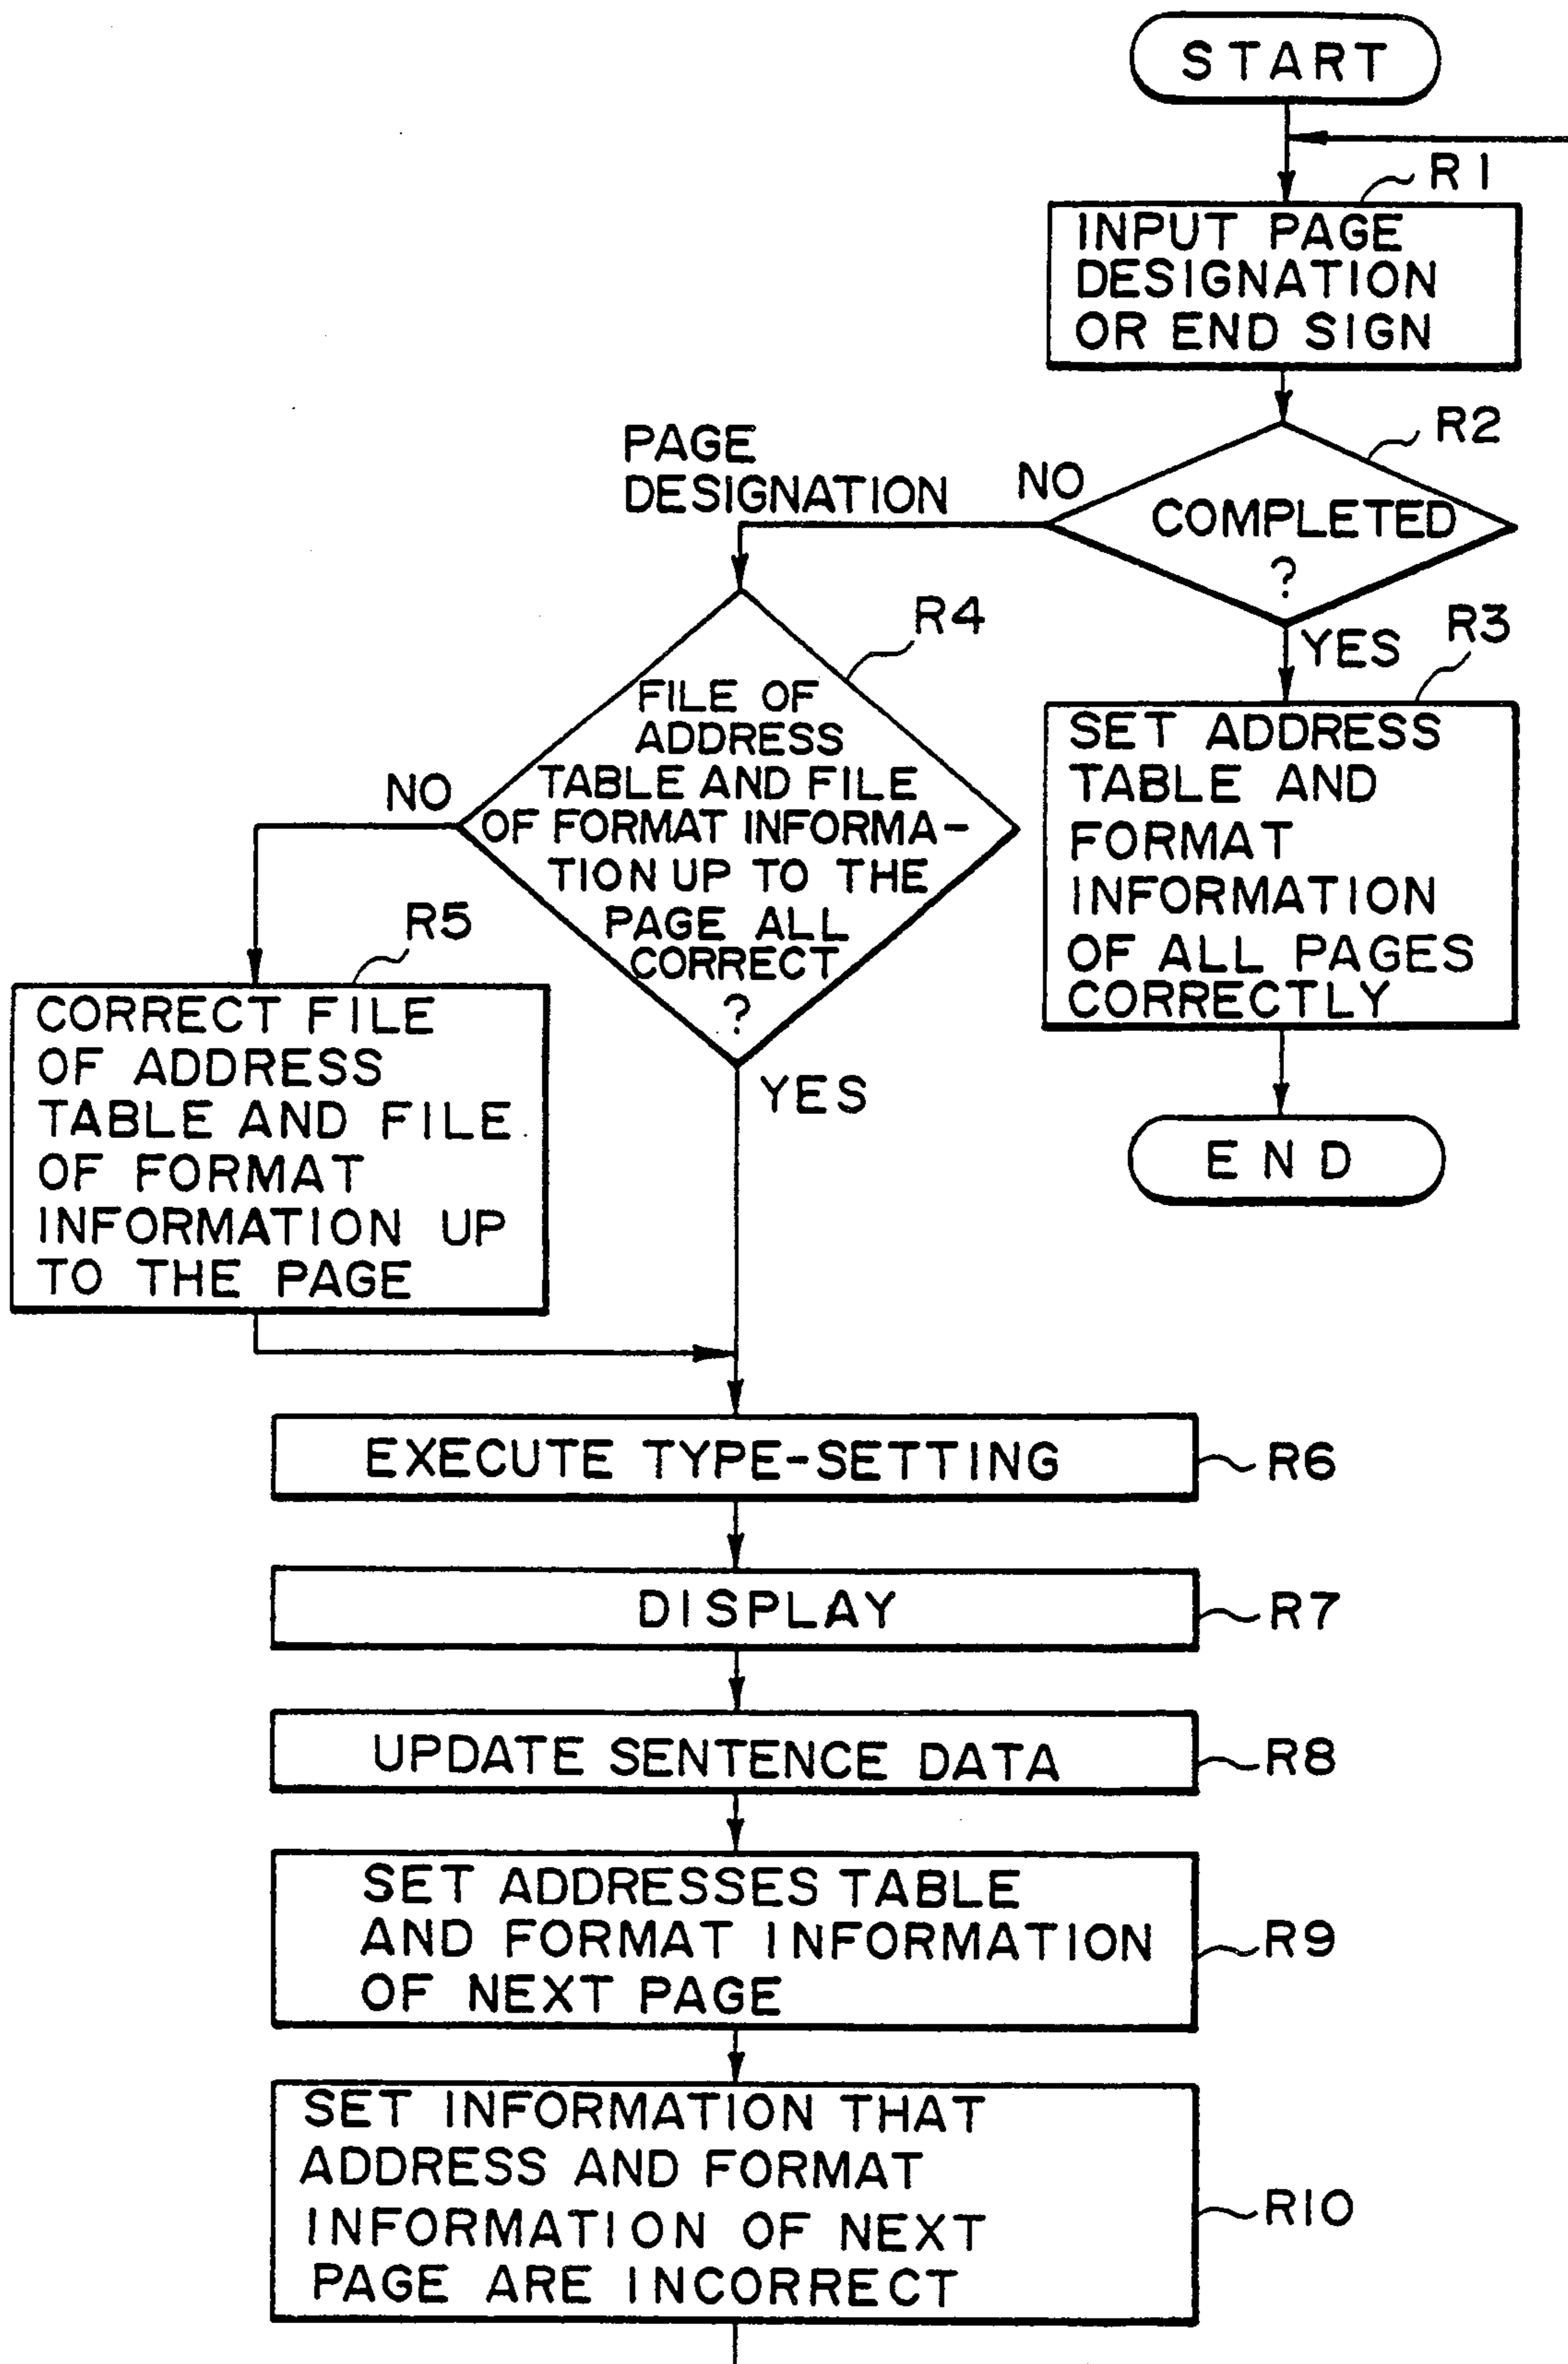 START
R1
INPUT PAGE
DESIGNATION
OR END SIGN
R2
COMPLETED
?
NO
PAGE
DESIGNATION
YES
R3
SET ADDRESS
TABLE AND
FORMAT
INFORMATION
OF ALL PAGES
CORRECTLY
END
R4
FILE OF
ADDRESS
TABLE AND FILE
OF FORMAT INFORMA-
TION UP TO THE
PAGE ALL
CORRECT
?
NO
YES
R5
CORRECT FILE
OF ADDRESS
TABLE AND FILE
OF FORMAT
INFORMATION UP
TO THE PAGE
EXECUTE TYPE-SETTING
R6
DISPLAY
R7
UPDATE SENTENCE DATA
R8
SET ADDRESSES TABLE
AND FORMAT INFORMATION
OF NEXT PAGE
R9
SET INFORMATION THAT
ADDRESS AND FORMAT
INFORMATION OF NEXT
PAGE ARE INCORRECT
R10